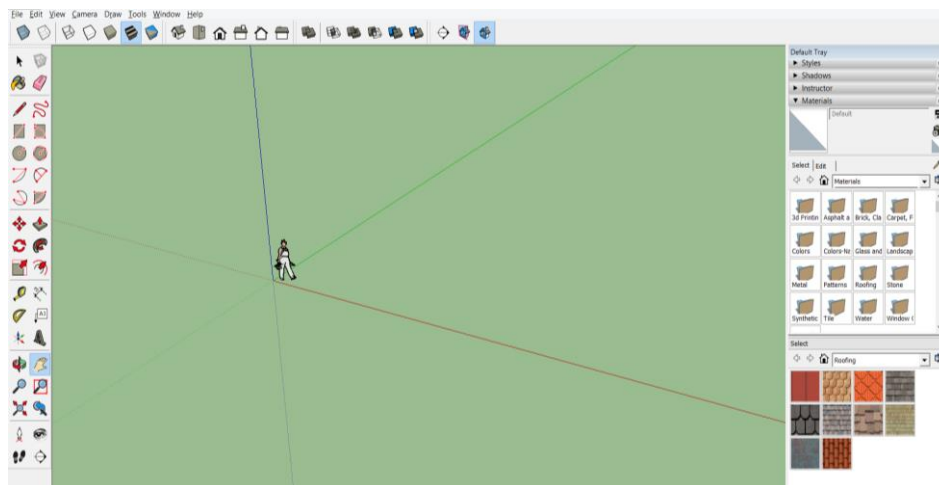 File Edit View Camera Draw Tools Window Help
Default Tray
Styles
Shadows
Instructor
Materials
Default
Select Edit
Materials
3d Printin Asphalt a Brick, Cla Carpet, F
Colors Colors-Na Glass and Landscap
Metal Patterns Roofing Stone
Synthetic Tile Water Window C
Select
Roofing